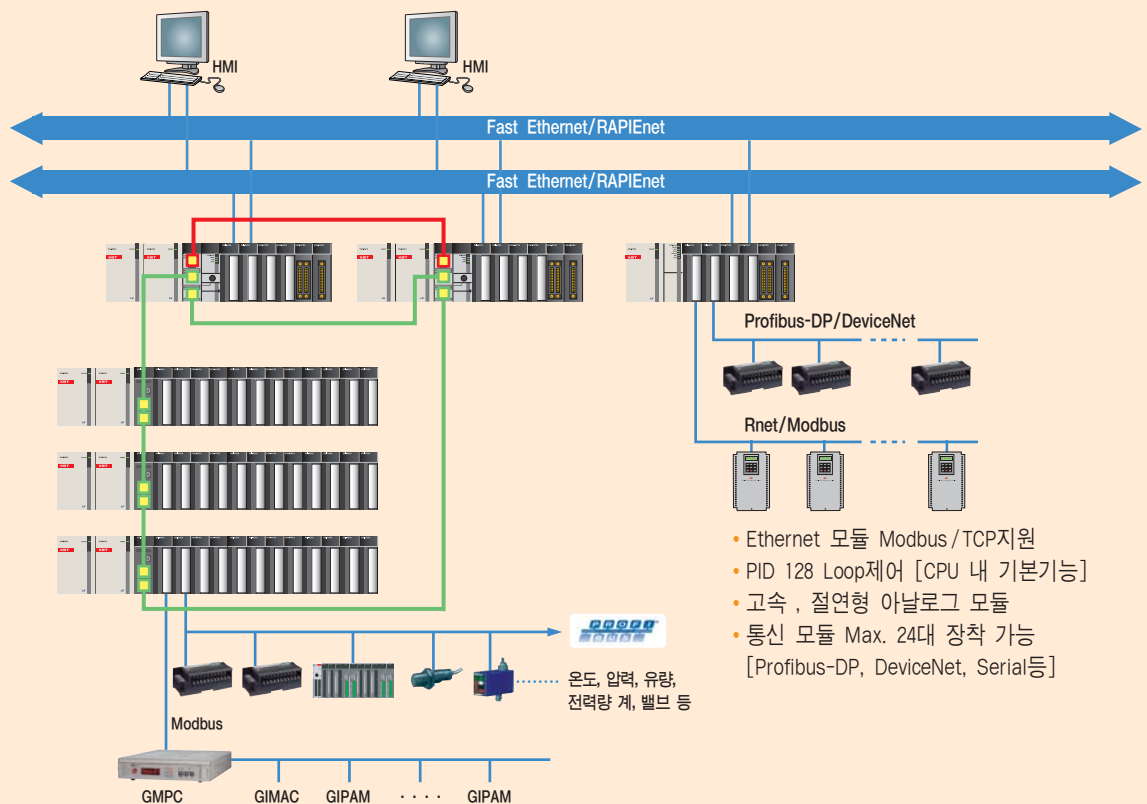 HMI
HMI
Fast Ethernet/RAPIEnet
Fast Ethernet/RAPIEnet
Profibus-DP/DeviceNet
Rnet/Modbus
• Ethernet 모듈 Modbus/TCP지원
• PID 128 Loop제어 [CPU 내 기본기능]
• 고속 , 절연형 아날로그 모듈
• 통신 모듈 Max. 24대 장착 가능
[Profibus-DP, DeviceNet, Serial등]
PROFI
BUS
온도, 압력, 유량,
전력량 계, 밸브 등
Modbus
GMPC
GIMAC
GIPAM
· · · ·
GIPAM